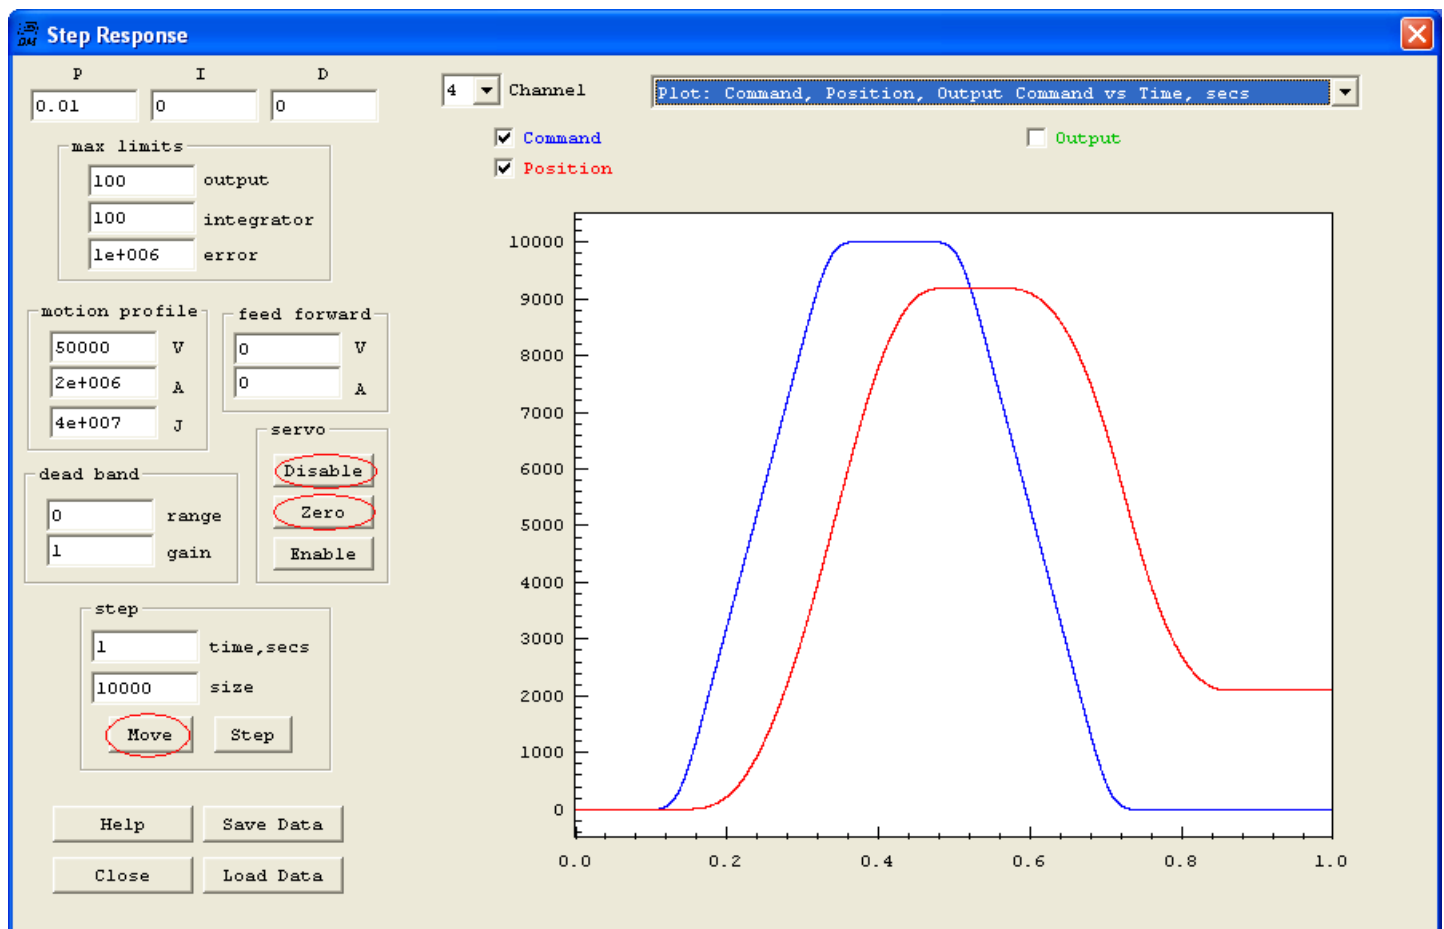 Step Response
P I D
0.01 0 0
4 Channel
Plot: Command, Position, Output Command vs Time, secs
Command
Output
Position
max limits
100 output
100 integrator
1e+006 error
motion profile
50000 V
2e+006 A
4e+007 J
feed forward
0 V
0 A
servo
Disable
Zero
Enable
dead band
0 range
1 gain
step
1 time,secs
10000 size
Move Step
Help Save Data
Close Load Data
10000
9000
8000
7000
6000
5000
4000
3000
2000
1000
0
0.0 0.2 0.4 0.6 0.8 1.0